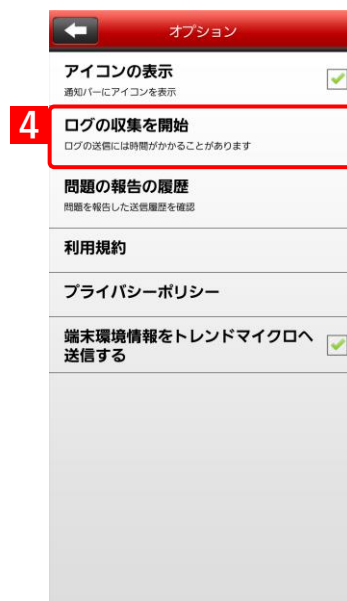 オプション
アイコンの表示
通知バーにアイコンを表示
4
ログの収集を開始
ログの送信には時間がかかることがあります
問題の報告の履歴
問題を報告した送信履歴を確認
利用規約
プライバシーポリシー
端末環境情報をトレンドマイクロへ
送信する